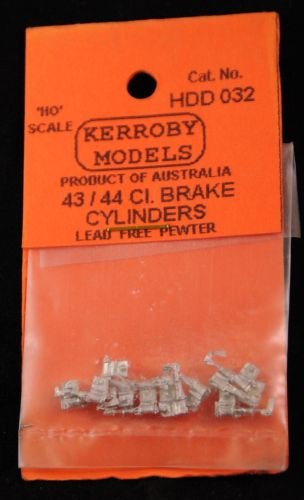 Cat. No.
HDD 032
'HO'
SCALE
KERROBY
MODELS
PRODUCT OF AUSTRALIA
43 / 44 Cl. BRAKE
CYLINDERS
LEAD FREE PEWTER